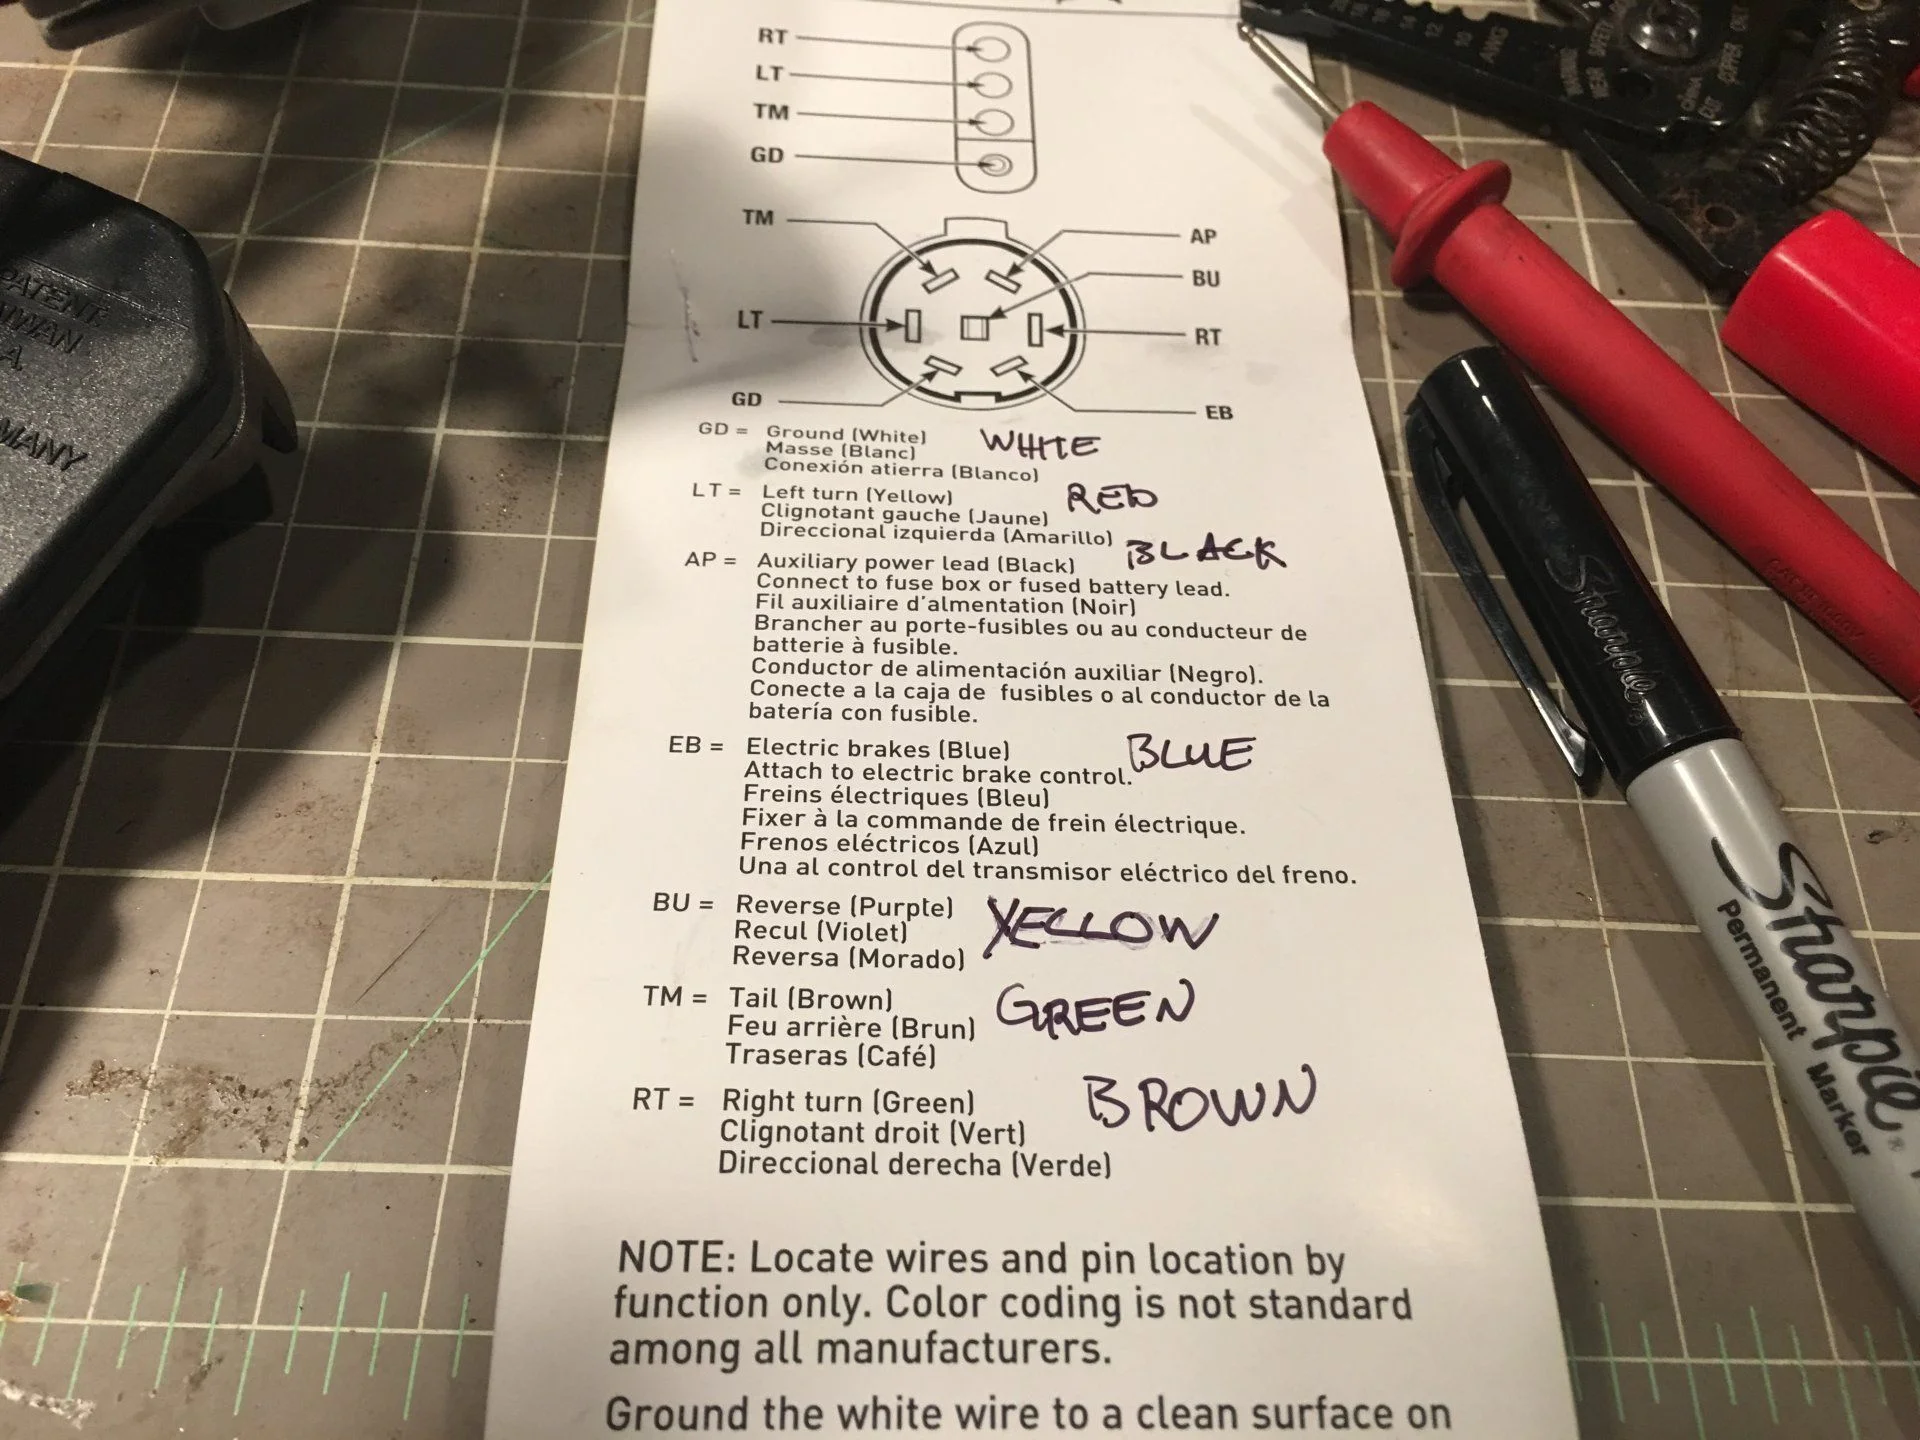 RT
LT
TM
GD
TM
AP
BU
LT
RT
GD
EB
GD = Ground (White) WHITE
Masse (Blanc)
Conexión atierra (Blanco)
LT = Left turn (Yellow) RED
Clignotant gauche (Jaune)
Direccional izquierda (Amarillo)
AP = Auxiliary power lead (Black) BLACK
Connect to fuse box or fused battery lead.
Fil auxiliaire d'almentation (Noir)
Brancher au porte-fusibles ou au conducteur de
batterie à fusible.
Conductor de alimentación auxiliar (Negro).
Conecte a la caja de fusibles o al conductor de la
batería con fusible.
EB = Electric brakes (Blue) BLUE
Attach to electric brake control.
Freins électriques (Bleu)
Fixer à la commande de frein électrique.
Frenos eléctricos (Azul)
Una al control del transmisor eléctrico del freno.
BU = Reverse (Purple) YELLOW
Recul (Violet)
Reversa (Morado)
TM = Tail (Brown) GREEN
Feu arrière (Brun)
Traseras (Café)
RT = Right turn (Green) BROWN
Clignotant droit (Vert)
Direccional derecha (Verde)
NOTE: Locate wires and pin location by
function only. Color coding is not standard
among all manufacturers.
Ground the white wire to a clean surface on
PATENT
TAIWAN
A.
MANY
Sharpie
Sharpie
Permanent Marker
12
10
AWG
CHINA